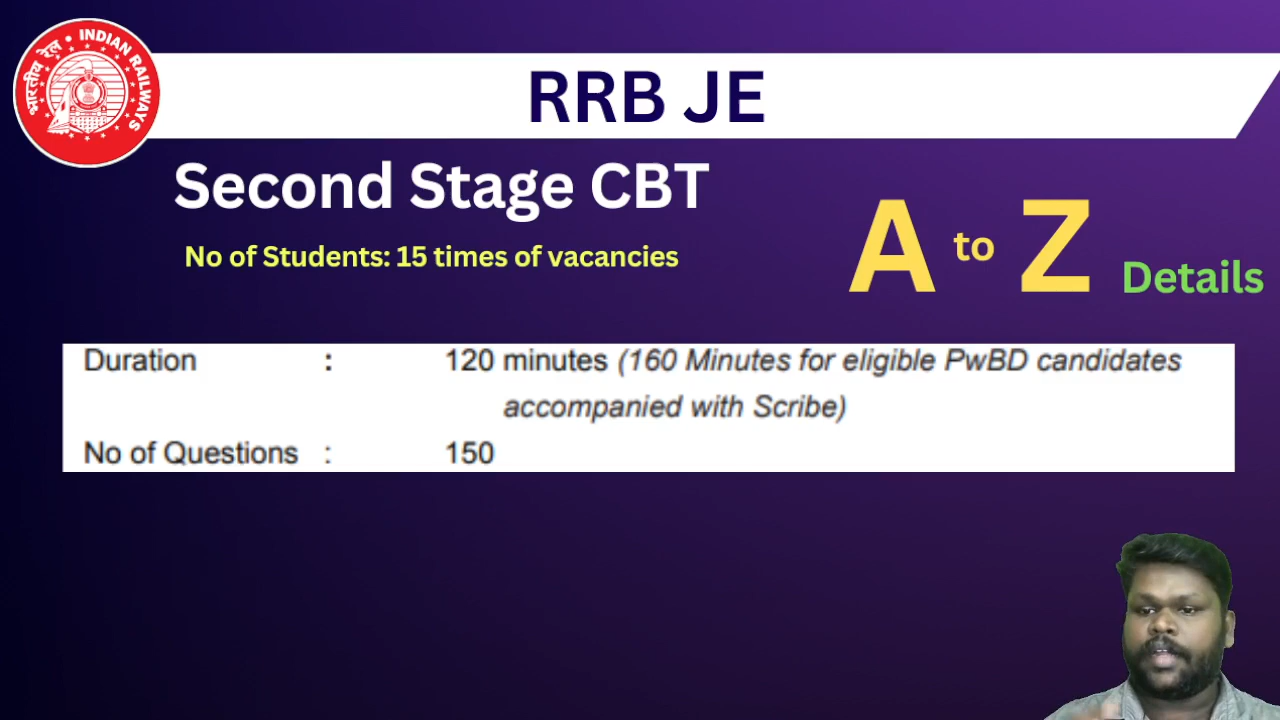 भारतीय रेल • INDIAN RAILWAYS
RRB JE
Second Stage CBT
No of Students: 15 times of vacancies
A to Z Details
Duration : 120 minutes (160 Minutes for eligible PwBD candidates
accompanied with Scribe)
No of Questions : 150